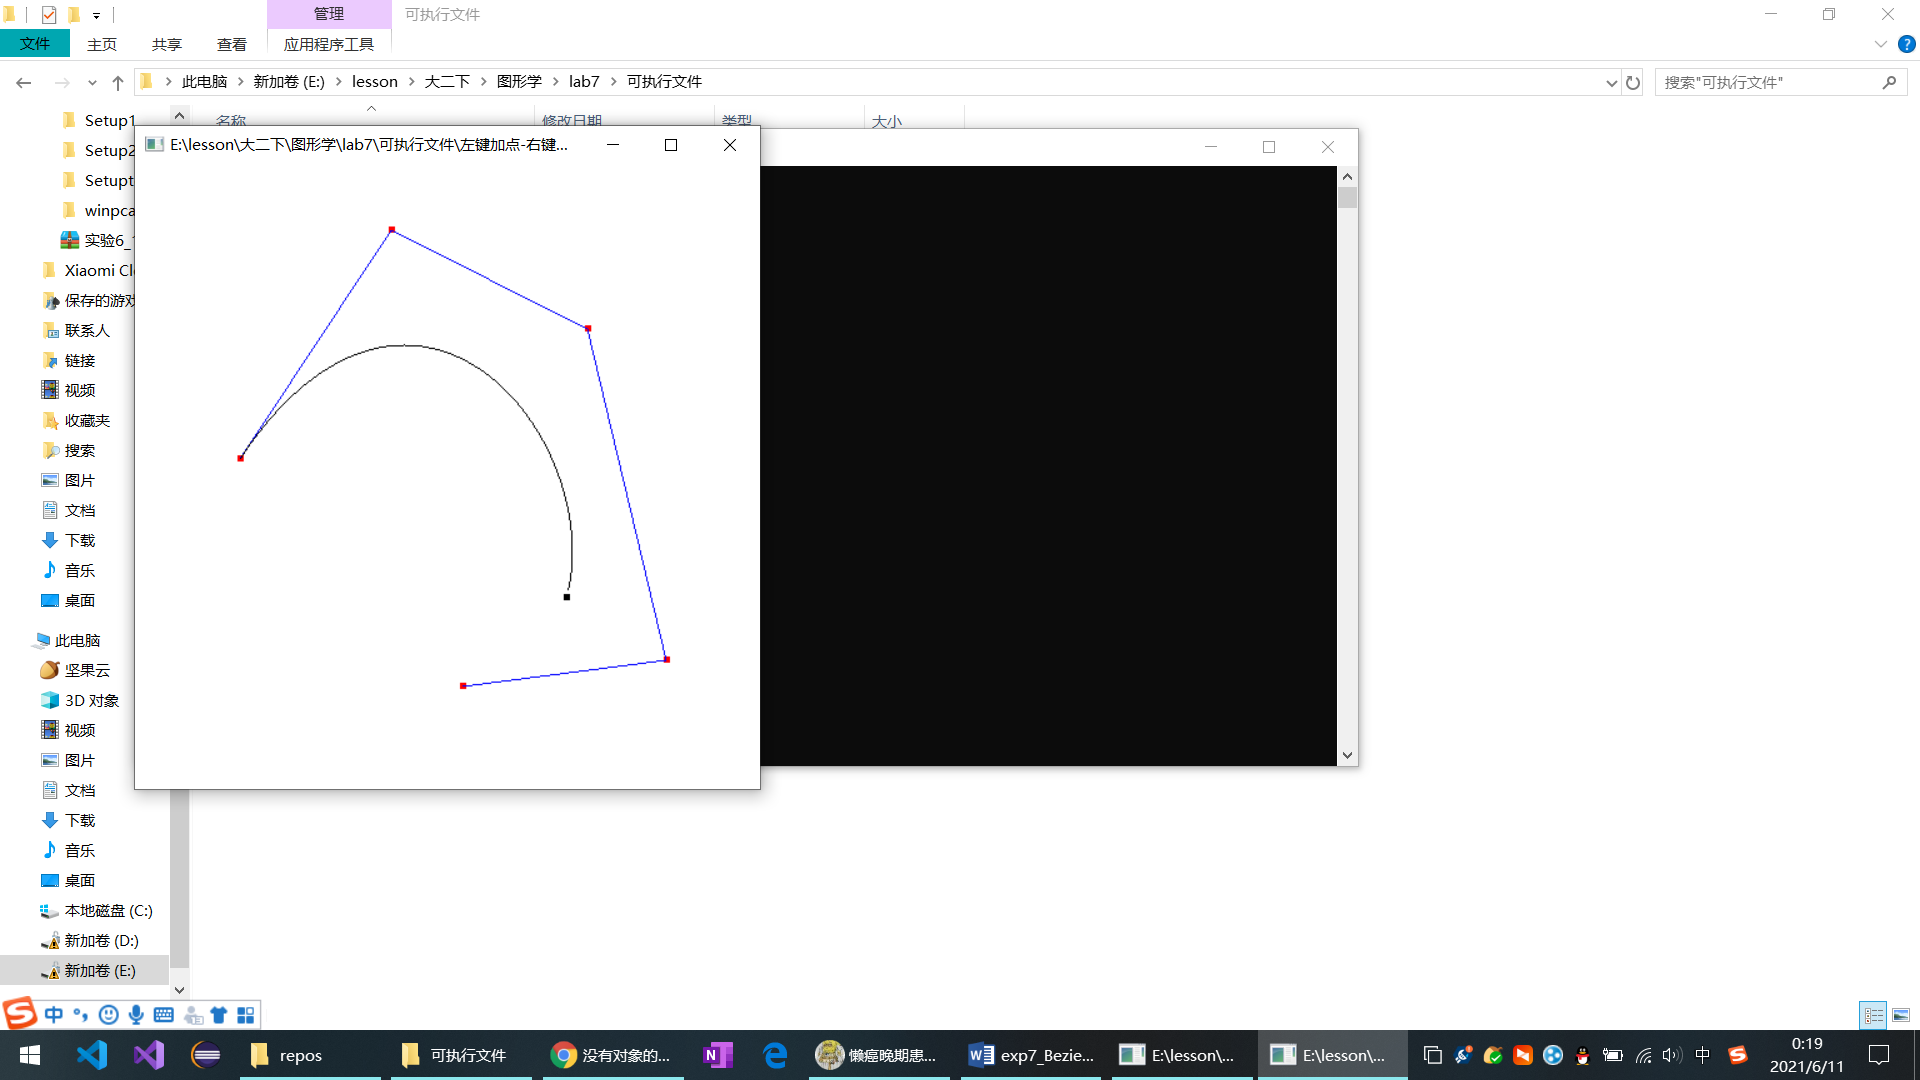 管理
可执行文件
文件
主页
共享
查看
应用程序工具
此电脑
新加卷 (E:)
lesson
大二下
图形学
lab7
可执行文件
搜索"可执行文件"
名称
修改日期
类型
大小
E:\lesson\大二下\图形学\lab7\可执行文件\左键加点-右键...
Setup1
Setup2
Setupt
winpca
实验6_
Xiaomi Cl
保存的游戏
联系人
链接
视频
收藏夹
搜索
图片
文档
下载
音乐
桌面
此电脑
坚果云
3D 对象
视频
图片
文档
下载
音乐
桌面
本地磁盘 (C:)
新加卷 (D:)
新加卷 (E:)
中
repos
可执行文件
没有对象的...
懒癌晚期患...
exp7_Bezie...
E:\lesson\...
E:\lesson\...
中
0:19
2021/6/11